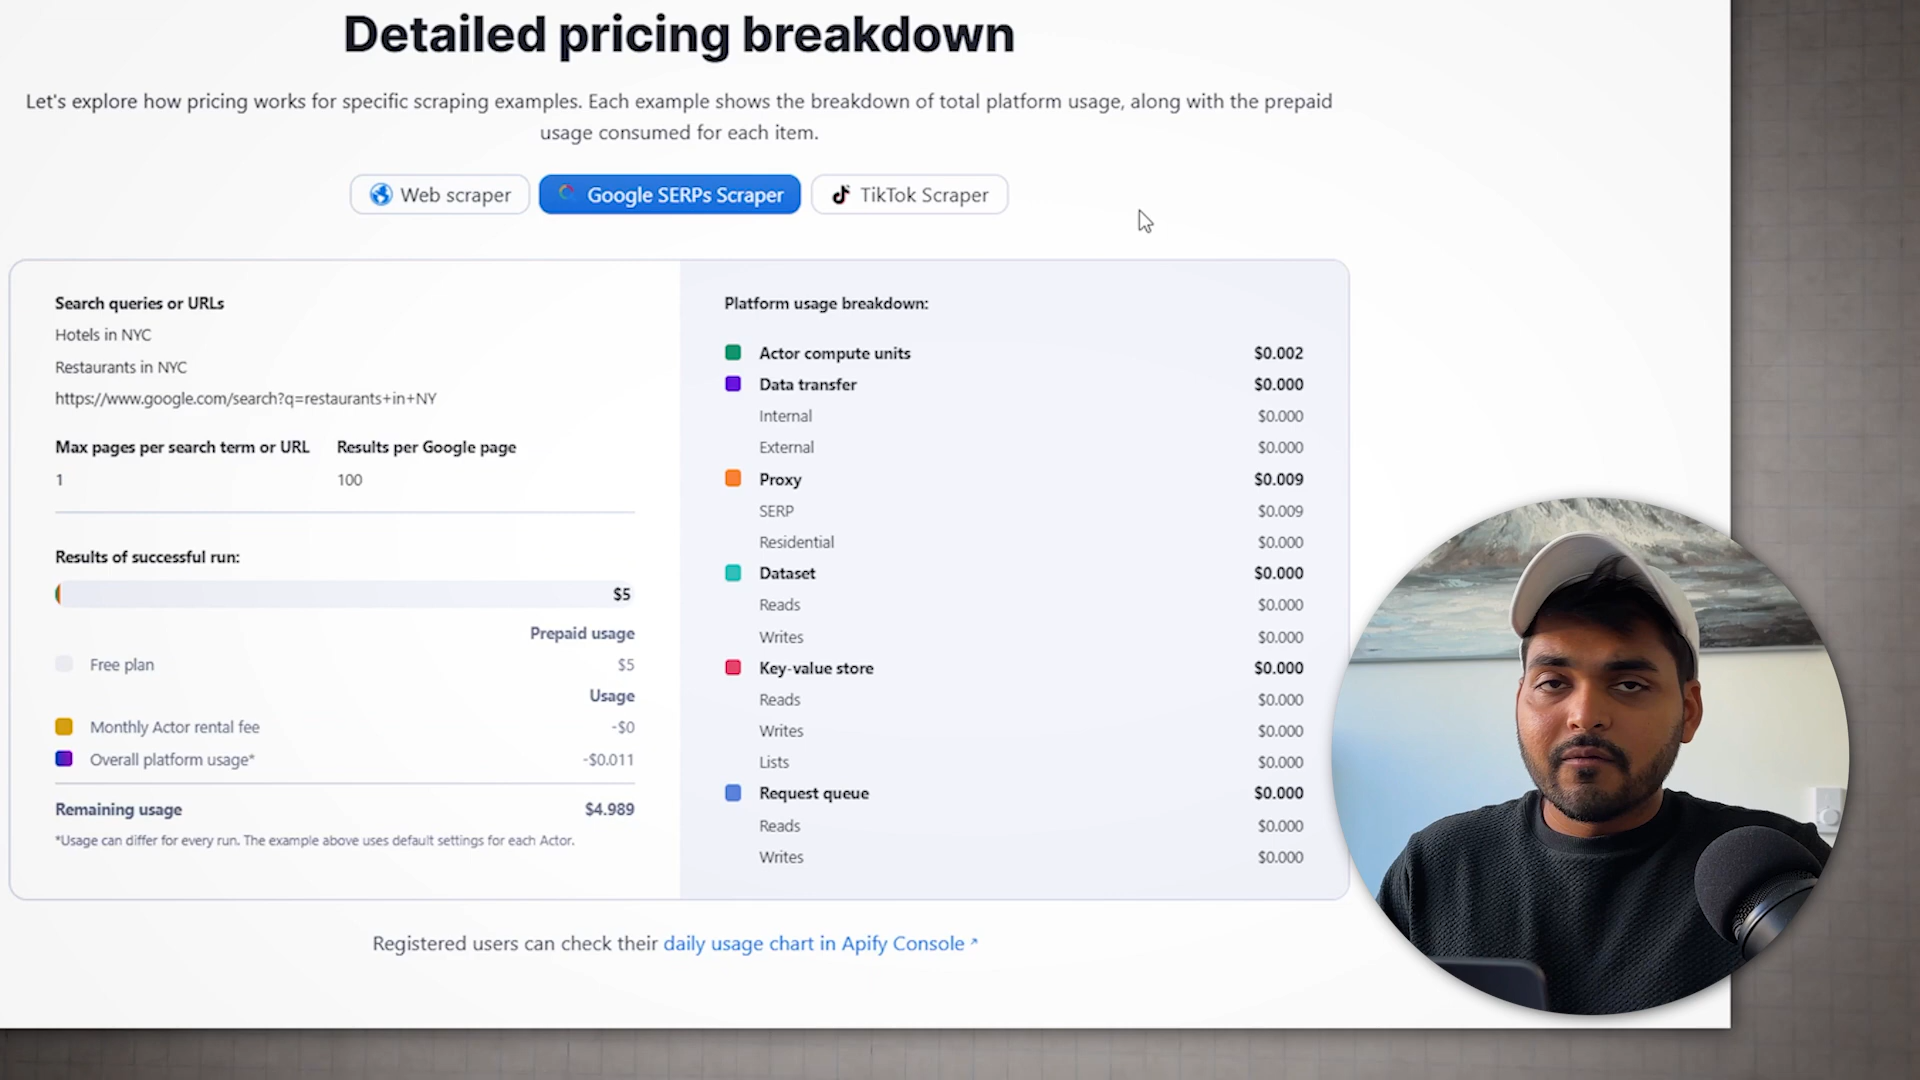 Detailed pricing breakdown
Let's explore how pricing works for specific scraping examples. Each example shows the breakdown of total platform usage, along with the prepaid
usage consumed for each item.
Web scraper
Google SERPs Scraper
TikTok Scraper
Search queries or URLs
Hotels in NYC
Restaurants in NYC
https://www.google.com/search?q=restaurants+in+NY
Max pages per search term or URL Results per Google page
1 100
Results of successful run:
$5
Prepaid usage
Free plan $5
Usage
Monthly Actor rental fee -$0
Overall platform usage* -$0.011
Remaining usage $4.989
*Usage can differ for every run. The example above uses default settings for each Actor.
Platform usage breakdown:
Actor compute units $0.002
Data transfer $0.000
Internal $0.000
External $0.000
Proxy $0.009
SERP $0.009
Residential $0.000
Dataset $0.000
Reads $0.000
Writes $0.000
Key-value store $0.000
Reads $0.000
Writes $0.000
Lists $0.000
Request queue $0.000
Reads $0.000
Writes $0.000
Registered users can check their daily usage chart in Apify Console ↗